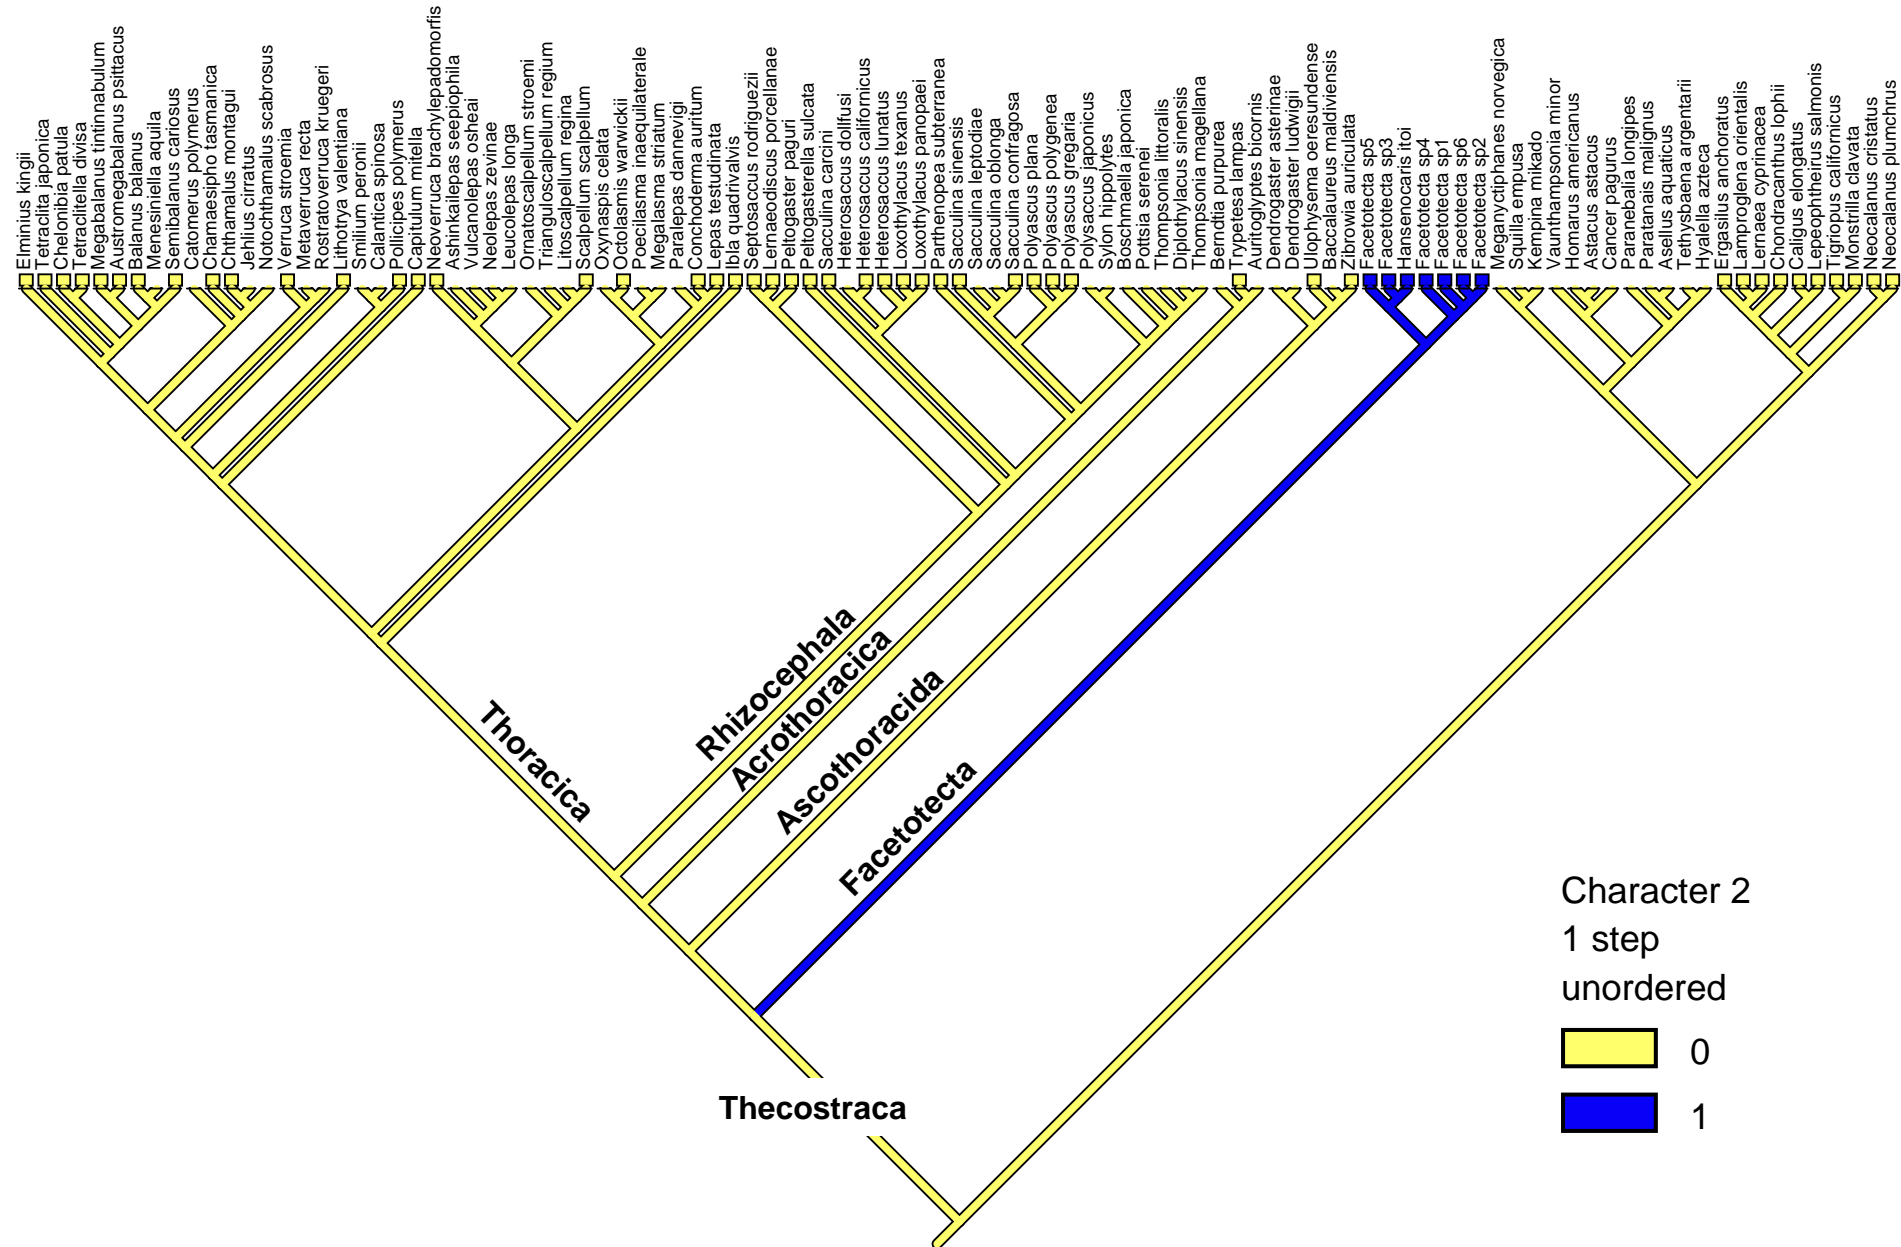 Elminius kingii
Tetraclita japonica
Chelonibia patula
Tetraclitella divisa
Megabalanus tintinnabulum
Austromegabalanus psittacus
Balanus balanus
Menesiniella aquila
Semibalanus cariosus
Catomerus polymerus
Chamaesipho tasmanica
Chthamalus montagui
Jehlius cirratus
Notochthamalus scabrosus
Verruca stroemia
Metaverruca recta
Rostratoverruca kruegeri
Lithotrya valentiana
Smilium peronii
Calantica spinosa
Pollicipes polymerus
Capitulum mitella
Neoverruca brachylepadomorfis
Ashinkailepas seepiophila
Vulcanolepas osheai
Neolepas zevinae
Leucolepas longa
Ornatoscalpellum stroemi
Trianguloscalpellum regium
Litoscalpellum regina
Scalpellum scalpellum
Oxynaspis celata
Octolasmis warwickii
Poecilasma inaequilaterale
Megalasma striatum
Paralepas dannevigi
Conchoderma auritum
Lepas testudinata
Ibla quadrivalvis
Septosaccus rodriguezii
Lernaeodiscus porcellanae
Peltogaster paguri
Peltogasterella sulcata
Sacculina carcini
Heterosaccus dollfusi
Heterosaccus californicus
Heterosaccus lunatus
Loxothylacus texanus
Loxothylacus panopaei
Parthenopea subterranea
Sacculina sinensis
Sacculina leptodiae
Sacculina oblonga
Sacculina confragosa
Polyascus plana
Polyascus polygenea
Polyascus gregaria
Polysaccus japonicus
Sylon hippolytes
Boschmaella japonica
Pottsia serenei
Thompsonia littoralis
Diplothylacus sinensis
Thompsonia magellana
Berndtia purpurea
Trypetesa lampas
Auritoglyptes bicornis
Dendrogaster asterinae
Dendrogaster ludwigii
Ulophysema oeresundense
Baccalaureus maldiviensis
Zibrowia auriculata
Facetotecta sp5
Facetotecta sp3
Hansenocaris itoi
Facetotecta sp4
Facetotecta sp1
Facetotecta sp6
Facetotecta sp2
Meganyctiphanes norvegica
Squilla empusa
Kempina mikado
Vaunthampsonia minor
Homarus americanus
Astacus astacus
Cancer pagurus
Paranebalia longipes
Paratanais malignus
Asellus aquaticus
Tethysbaena argentarii
Hyalella azteca
Ergasilus anchoratus
Lamproglena orientalis
Lernaea cyprinacea
Chondracanthus lophii
Caligus elongatus
Lepeophtheirus salmonis
Tigriopus californicus
Monstrilla clavata
Neocalanus cristatus
Neocalanus plumchrus
Thoracica
Rhizocephala
Acrothoracica
Ascothoracida
Facetotecta
Thecostraca
Character 2
1 step
unordered
0
1